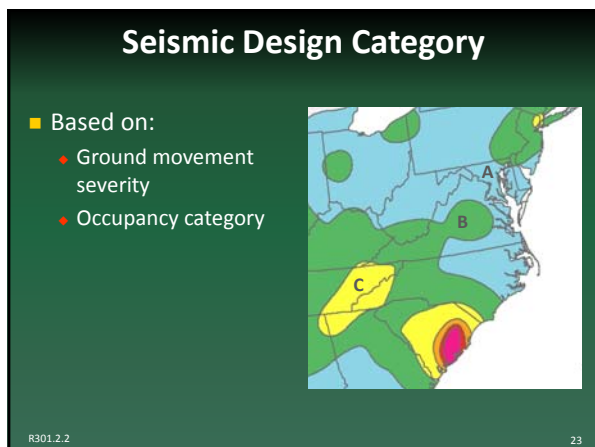 Seismic Design Category
Based on:
Ground movement
severity
Occupancy category
A
B
C
R301.2.2
23